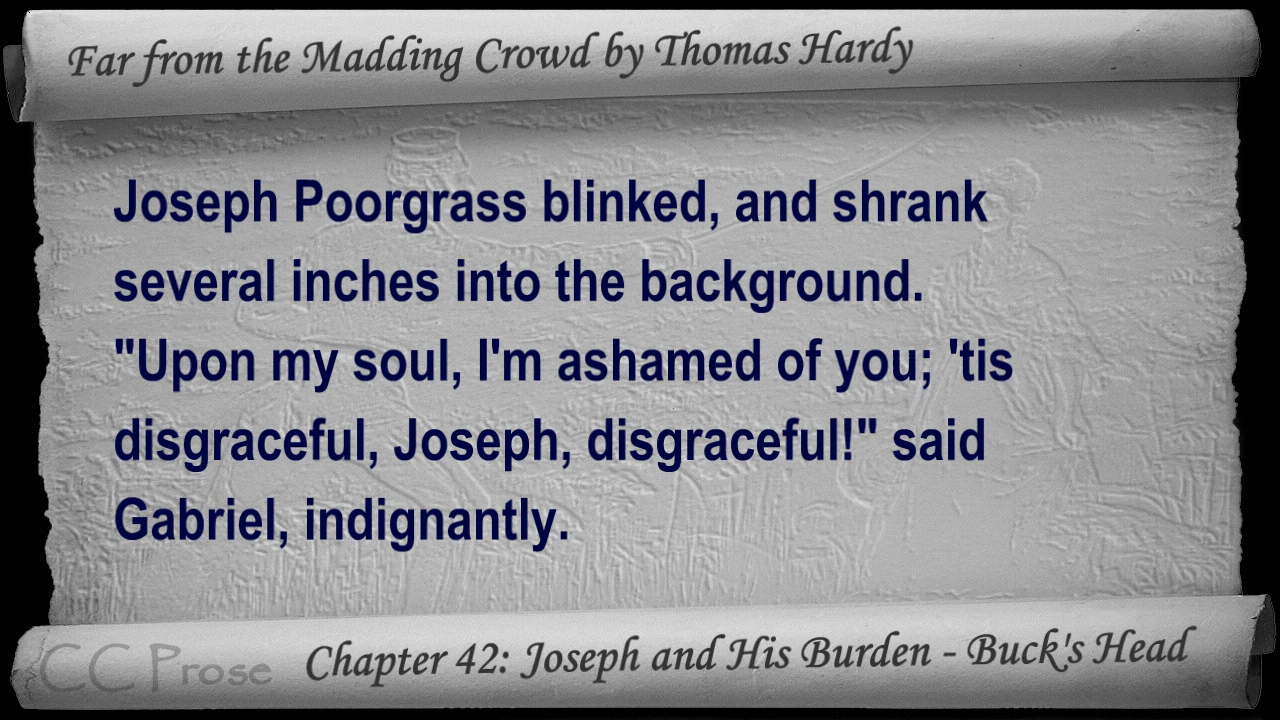 Far from the Madding Crowd by Thomas Hardy
Joseph Poorgrass blinked, and shrank
several inches into the background.
"Upon my soul, I'm ashamed of you; 'tis
disgraceful, Joseph, disgraceful!" said
Gabriel, indignantly.
CC Prose
Chapter 42: Joseph and His Burden - Buck's Head